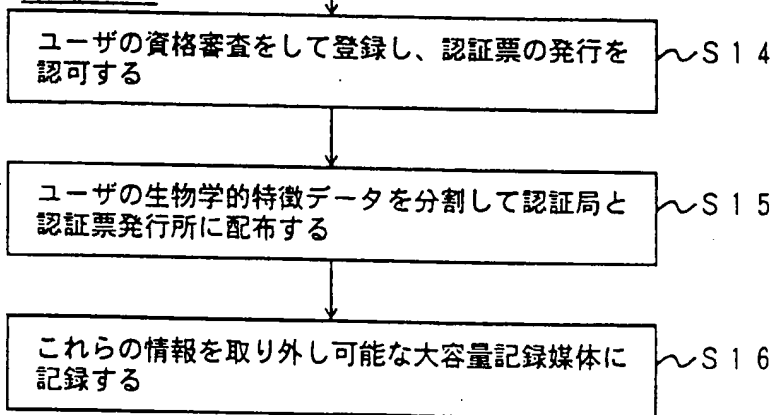 ユーザの資格審査をして登録し、認証票の発行を
認可する
S14
ユーザの生物学的特徴データを分割して認証局と
認証票発行所に配布する
S15
これらの情報を取り外し可能な大容量記録媒体に
記録する
S16